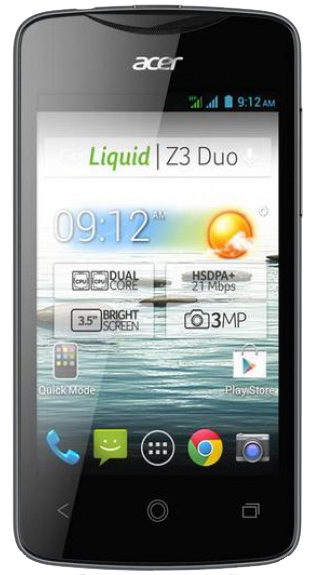 acer
9:12 AM
Liquid | Z3 Duo
09:12 AM
CPU CPU DUAL CORE
HSDPA+ 21 Mbps
3.5" BRIGHT SCREEN
3MP
Quick Mode
Play Store